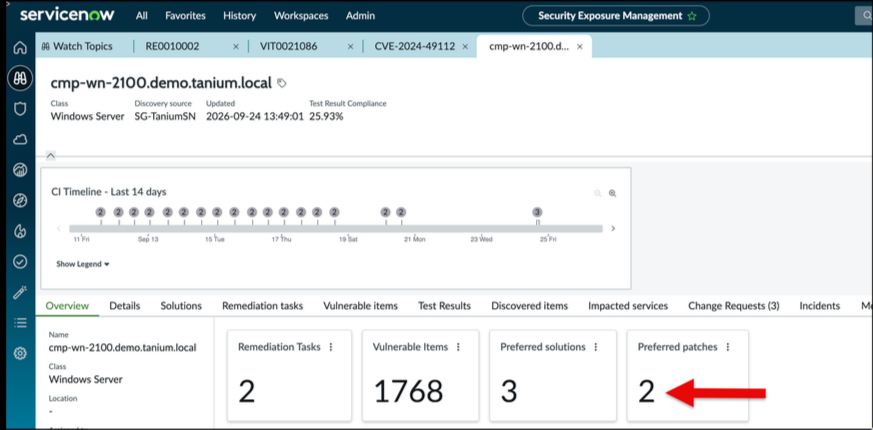 servicenow All Favorites History Workspaces Admin Security Exposure Management
Watch Topics RE0010002 × VIT0021086 × CVE-2024-49112 × cmp-wn-2100.d... ×
cmp-wn-2100.demo.tanium.local
Class Discovery source Updated Test Result Compliance
Windows Server SG-TaniumSN 2026-09-24 13:49:01 25.93%
CI Timeline - Last 14 days
2 2 2 2 2 2 2 2 2 2 2 2 2 2 2 2 2 3
11 Fri Sep 13 15 Tue 17 Thu 19 Sat 21 Mon 23 Wed 25 Fri
Show Legend
Overview Details Solutions Remediation tasks Vulnerable items Test Results Discovered items Impacted services Change Requests (3) Incidents
Name
cmp-wn-2100.demo.tanium.local
Class
Windows Server
Location
-
Remediation Tasks
2
Vulnerable Items
1768
Preferred solutions
3
Preferred patches
2